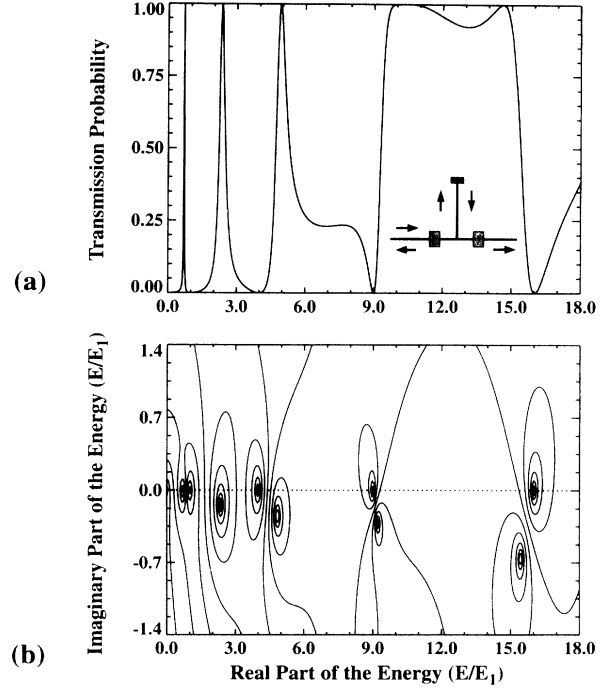 1.00
0.75
0.50
0.25
0.00
Transmission Probability
(a)
0.0 3.0 6.0 9.0 12.0 15.0 18.0
1.4
0.7
0.0
-0.7
-1.4
Imaginary Part of the Energy (E/E1)
(b)
0.0 3.0 6.0 9.0 12.0 15.0 18.0
Real Part of the Energy (E/E1)